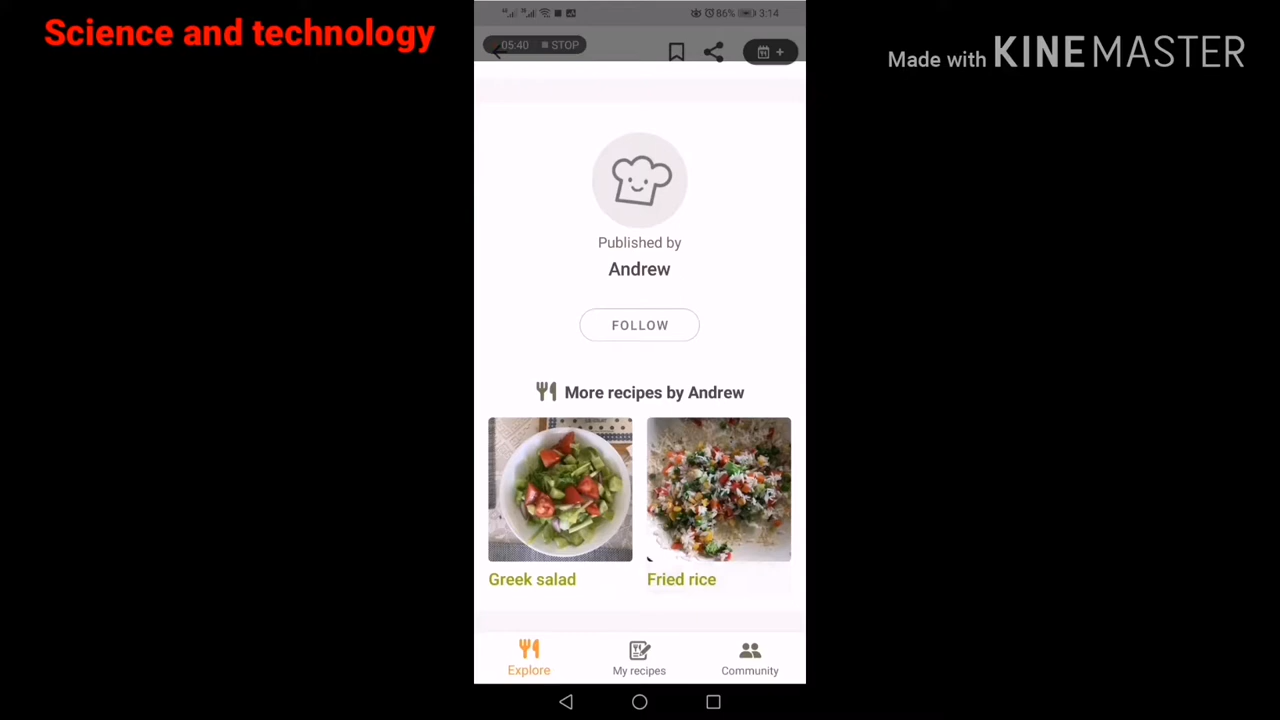 Science and technology
Made with KINEMASTER
86% 3:14
05:40 STOP
Published by
Andrew
FOLLOW
More recipes by Andrew
Greek salad
Fried rice
Explore
My recipes
Community